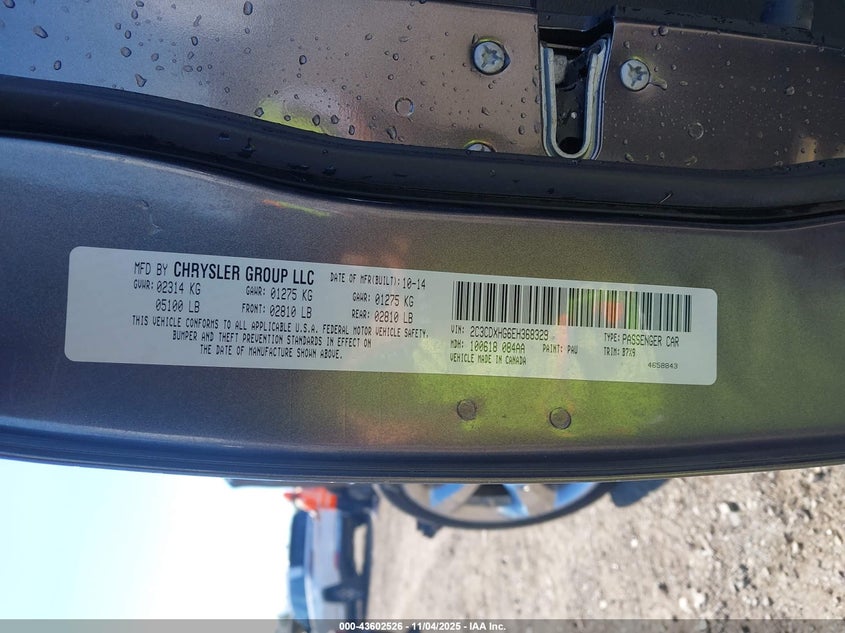 MFD BY CHRYSLER GROUP LLC DATE OF MFR(BUILT):10-14
GVWR:02314 KG GAWR: 01275 KG GAWR: 01275 KG
05100 LB FRONT: 02810 LB REAR: 02810 LB
THIS VEHICLE CONFORMS TO ALL APPLICABLE U.S.A. FEDERAL MOTOR VEHICLE SAFETY,
BUMPER AND THEFT PREVENTION STANDARDS IN EFFECT ON
THE DATE OF MANUFACTURE SHOWN ABOVE.
VIN: 2C3CDXHG6EH368329 TYPE: PASSENGER CAR
MDH: 100618 084AA PAINT: PAU TRIM: B7X9
VEHICLE MADE IN CANADA
4658843
000-43602526 - 11/04/2025 - IAA Inc.